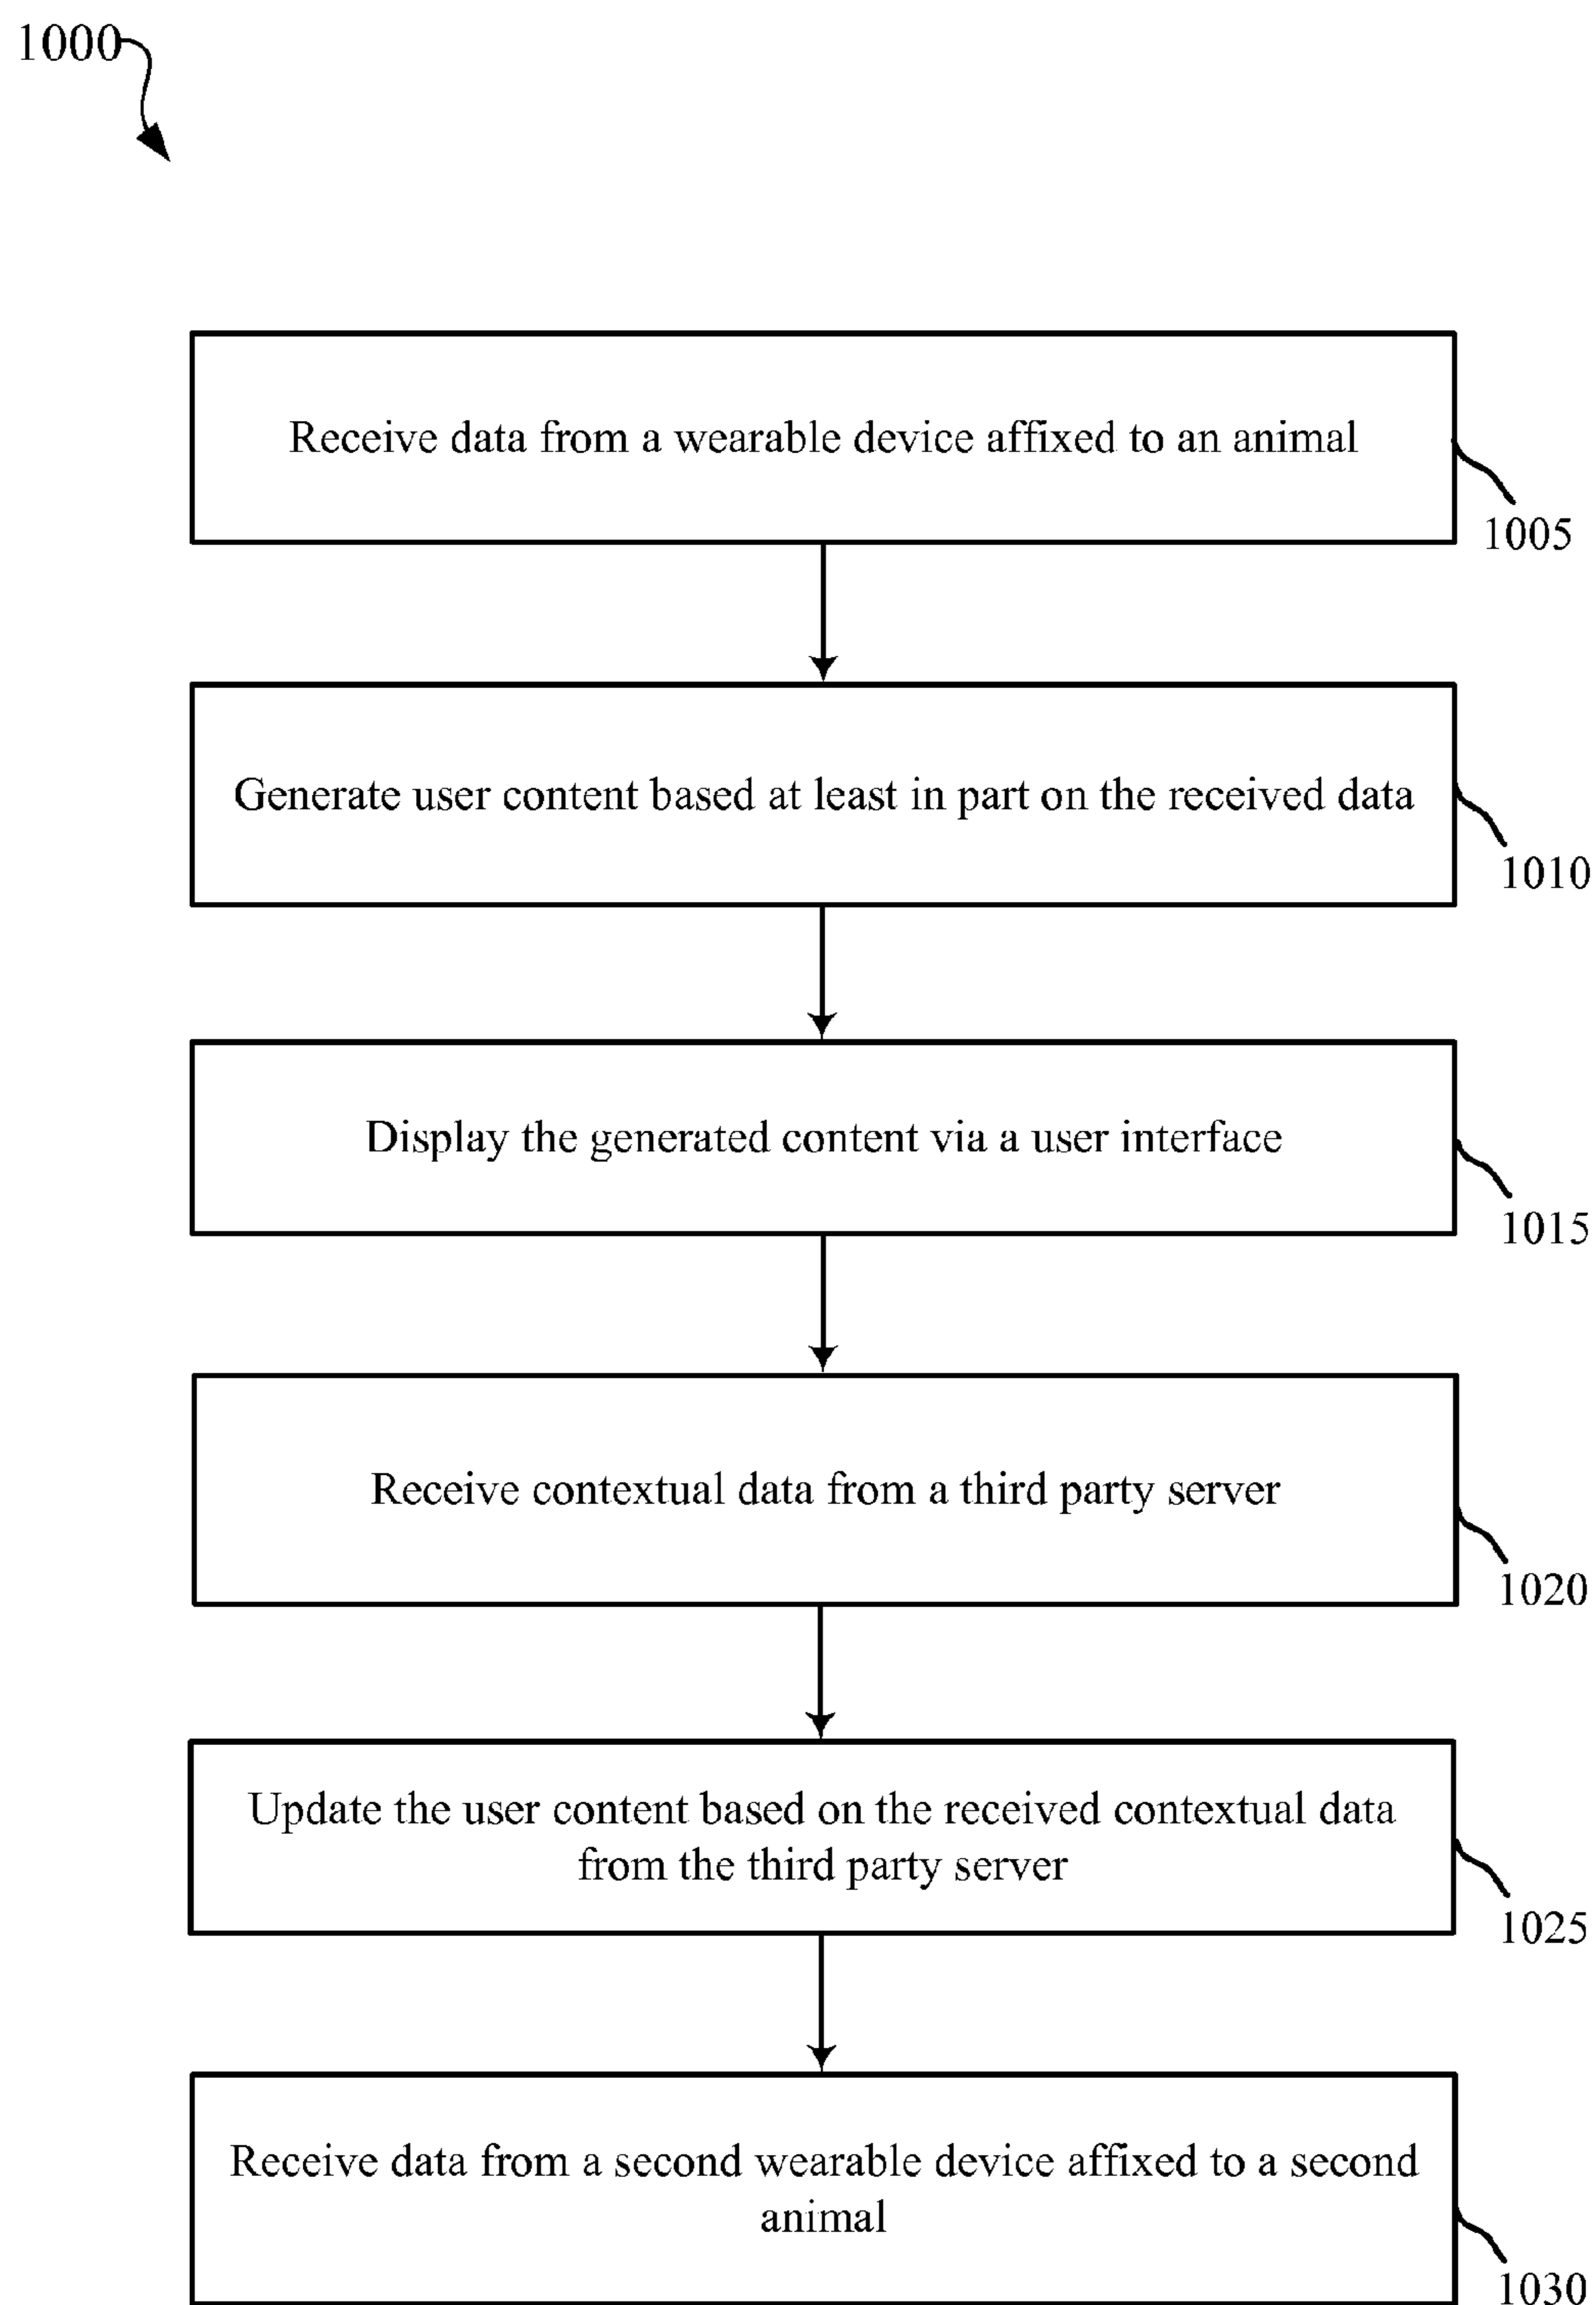 1000
Receive data from a wearable device affixed to an animal
1005
Generate user content based at least in part on the received data
1010
Display the generated content via a user interface
1015
Receive contextual data from a third party server
1020
Update the user content based on the received contextual data
from the third party server
1025
Receive data from a second wearable device affixed to a second
animal
1030